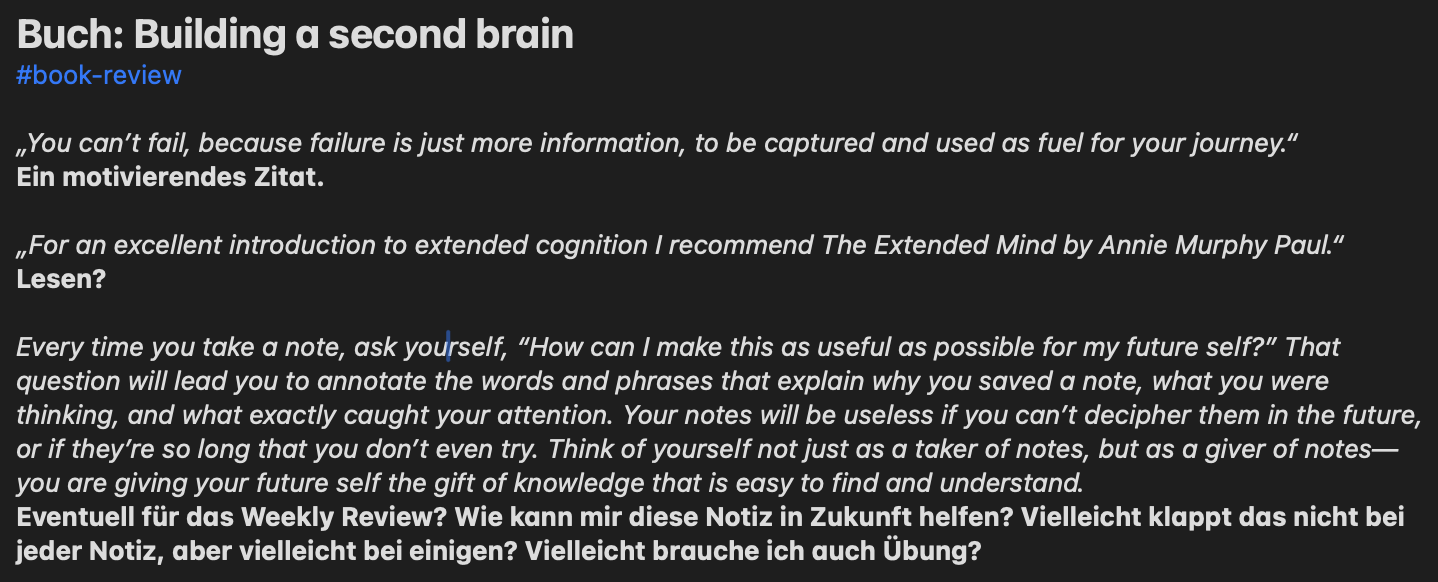 Buch: Building a second brain
#book-review
„You can’t fail, because failure is just more information, to be captured and used as fuel for your journey.“
Ein motivierendes Zitat.
„For an excellent introduction to extended cognition I recommend The Extended Mind by Annie Murphy Paul.“
Lesen?
Every time you take a note, ask yourself, “How can I make this as useful as possible for my future self?” That
question will lead you to annotate the words and phrases that explain why you saved a note, what you were
thinking, and what exactly caught your attention. Your notes will be useless if you can’t decipher them in the future,
or if they’re so long that you don’t even try. Think of yourself not just as a taker of notes, but as a giver of notes—
you are giving your future self the gift of knowledge that is easy to find and understand.
Eventuell für das Weekly Review? Wie kann mir diese Notiz in Zukunft helfen? Vielleicht klappt das nicht bei
jeder Notiz, aber vielleicht bei einigen? Vielleicht brauche ich auch Übung?